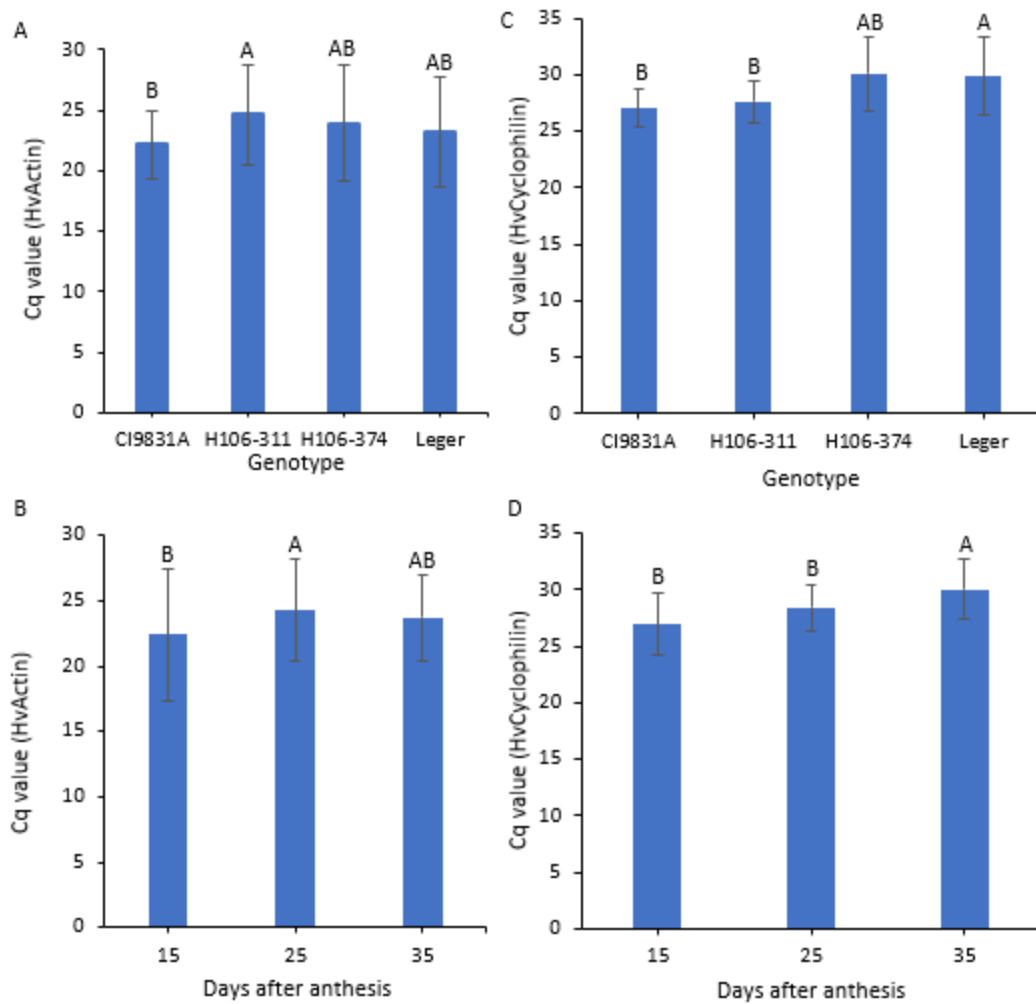 A
30
25
20
15
10
5
0
B
A
AB
AB
Cq value (HvActin)
CI9831A H106-311 H106-374 Leger
Genotype
C
35
30
25
20
15
10
5
0
B
B
AB
A
Cq value (HvCyclophilin)
CI9831A H106-311 H106-374 Leger
Genotype
B
30
25
20
15
10
5
0
B
A
AB
Cq value (HvActin)
15 25 35
Days after anthesis
D
35
30
25
20
15
10
5
0
B
B
A
Cq value (HvCyclophilin)
15 25 35
Days after anthesis